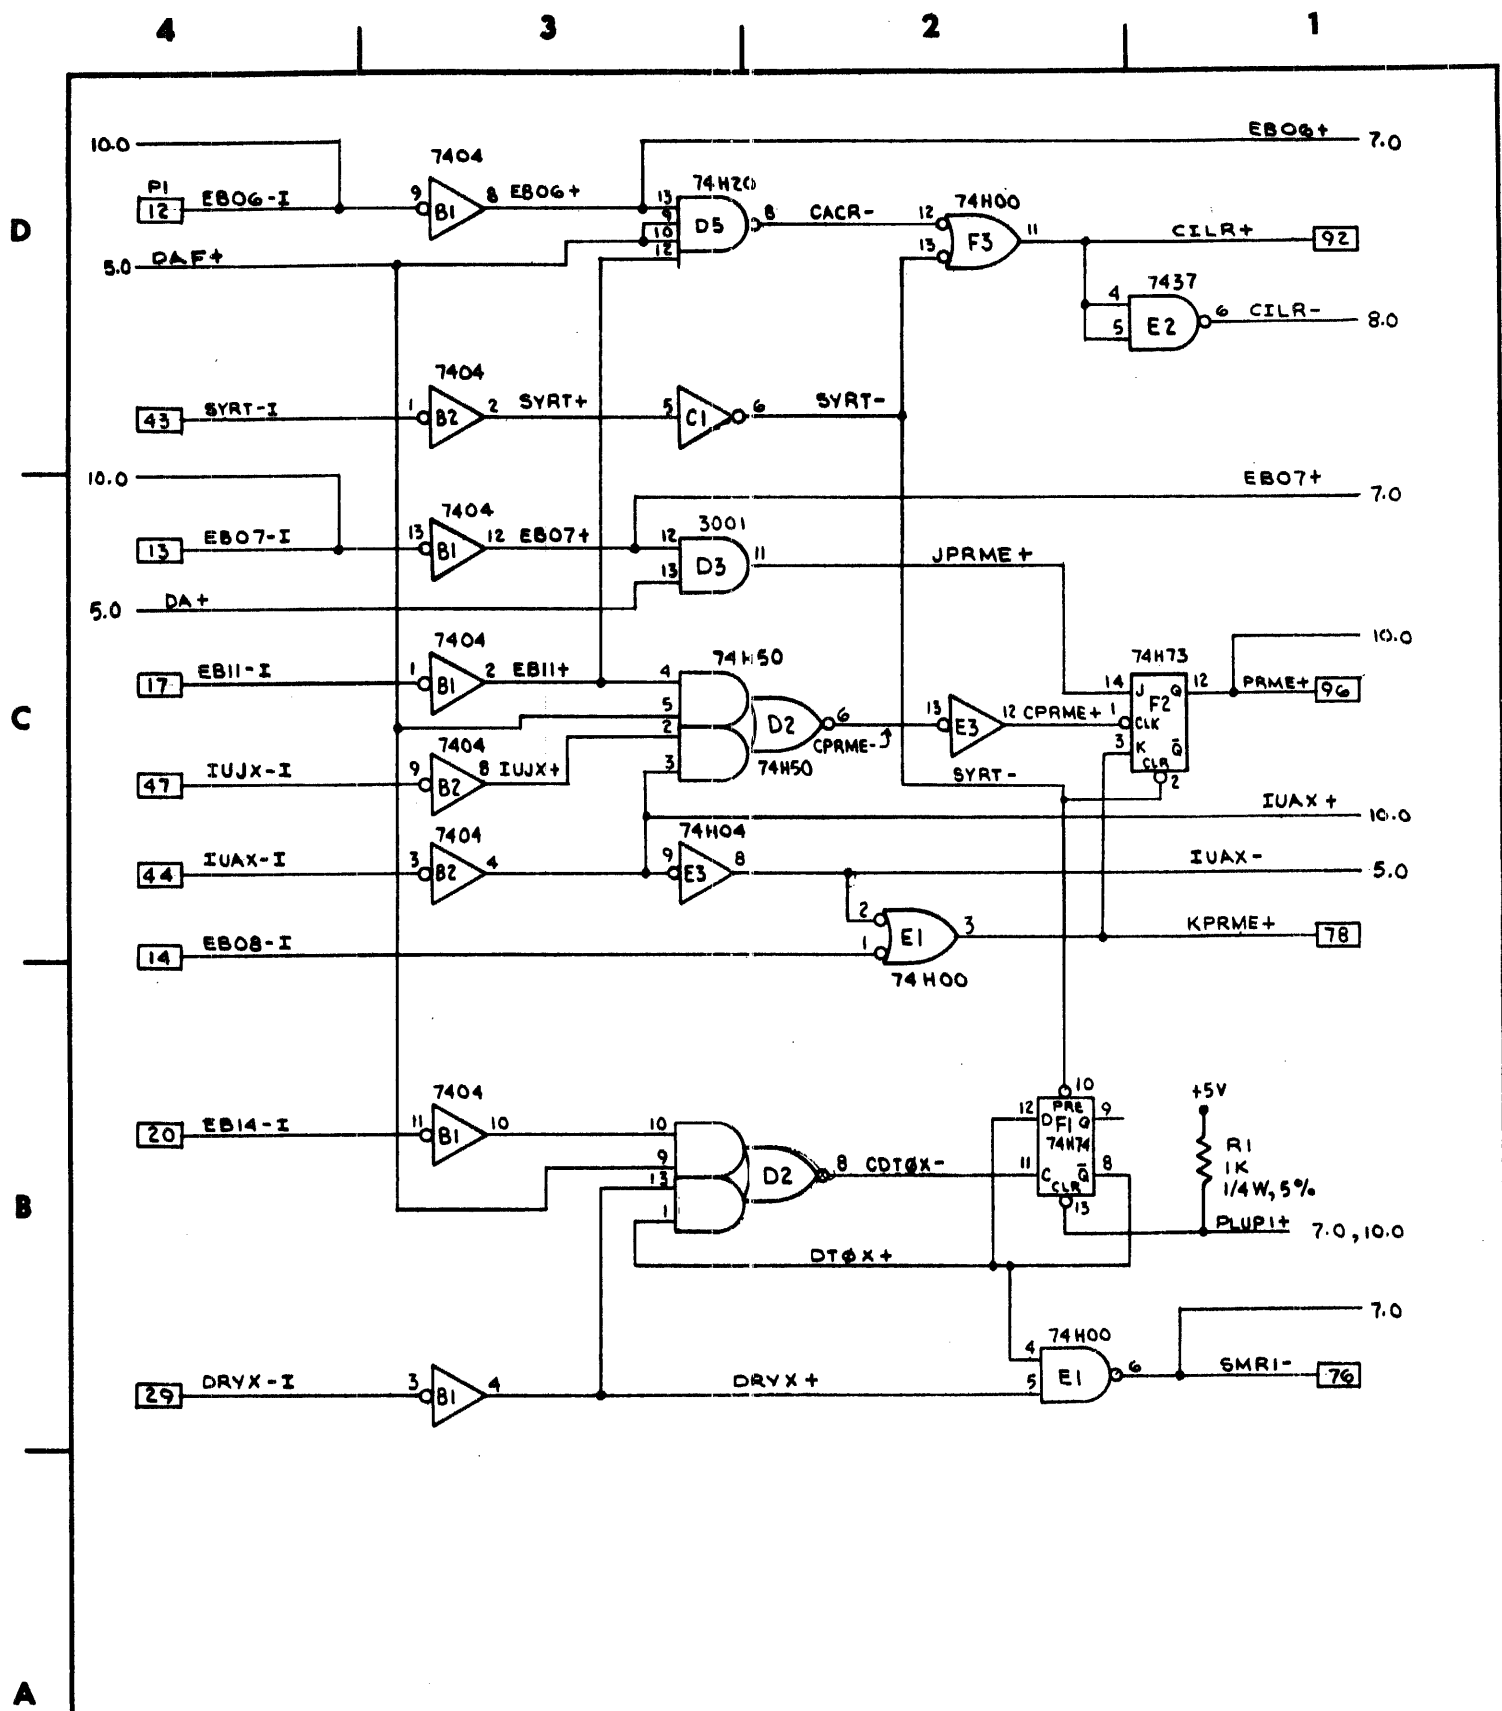 4 3 2 1
10.0 EB06+ 7.0
7404
P1
12 EB06-I 9 B1 8 EB06+
74H20
13 9 10 12 D5 8 CACR-
74H00
12 13 F3 11 CILR+ 92
D
5.0 DAF+
7437
4 5 E2 6 CILR- 8.0
7404
43 SYRT-I 1 B2 2 SYRT+ 5 C1 6 SYRT-
10.0 EB07+ 7.0
7404
13 EB07-I 13 B1 12 EB07+
3001
12 13 D3 11 JPRME+
5.0 DA+
10.0
7404
17 EB11-I 1 B1 2 EB11+
74H50
4 5 2 3 D2 6 CPRME-
74H50
13 E3 12 CPRME+
74H73
14 J Q 12 PRME+ 96
F2
1 CLK
3 K Q̄
CLR
2
C
7404
47 IUJX-I 9 B2 8 IUJX+
SYRT-
IUAX+ 10.0
7404
44 IUAX-I 3 B2 4
74H04
9 E3 8 IUAX- 5.0
2 1 E1 3 KPRME+ 78
74H00
14 EB08-I
7404
20 EB14-I 11 B1 10
10 9 13 1 D2 8 CDTØX-
10
PRE
12 D F1 Q 9
74H74
11 C Q̄ 8
CLR
13
+5V
R1
1K
1/4W, 5%
B
PLUP1+ 7.0, 10.0
DTØX+
7.0
74H00
4 5 E1 6 SMR1- 76
29 DRYX-I 3 B1 4 DRYX+
A